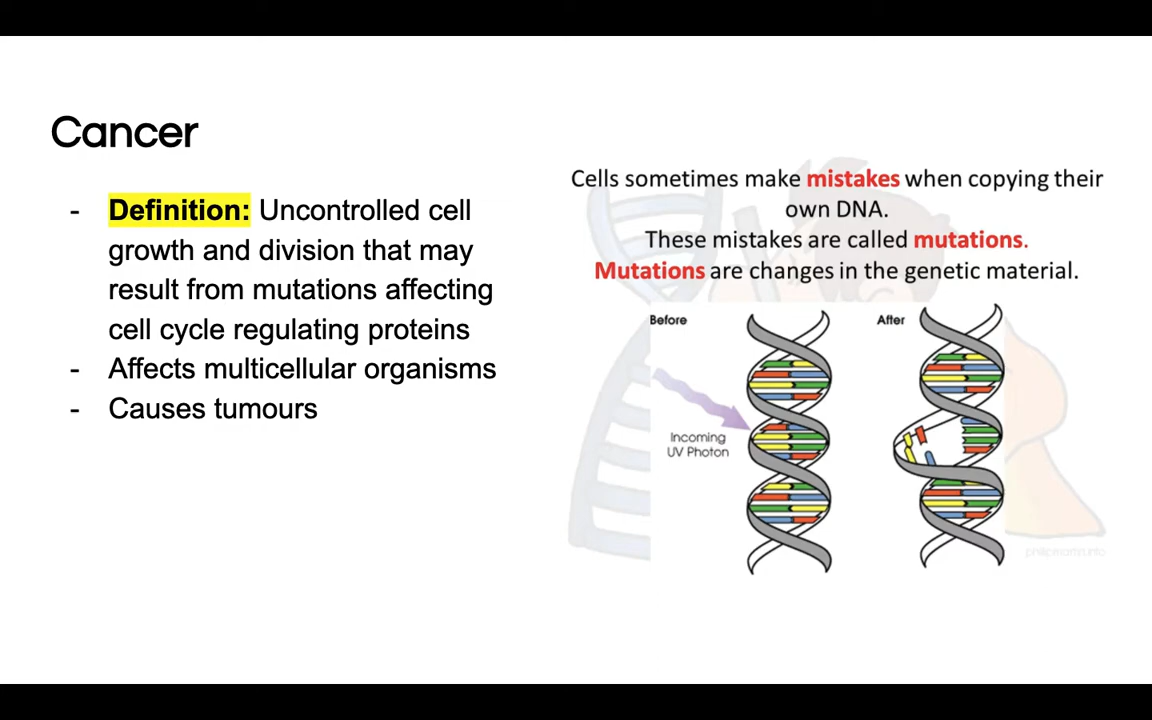 Cancer
- Definition: Uncontrolled cell
growth and division that may
result from mutations affecting
cell cycle regulating proteins
- Affects multicellular organisms
- Causes tumours
Cells sometimes make mistakes when copying their
own DNA.
These mistakes are called mutations.
Mutations are changes in the genetic material.
Before
After
Incoming
UV Photon
philipmartin.info